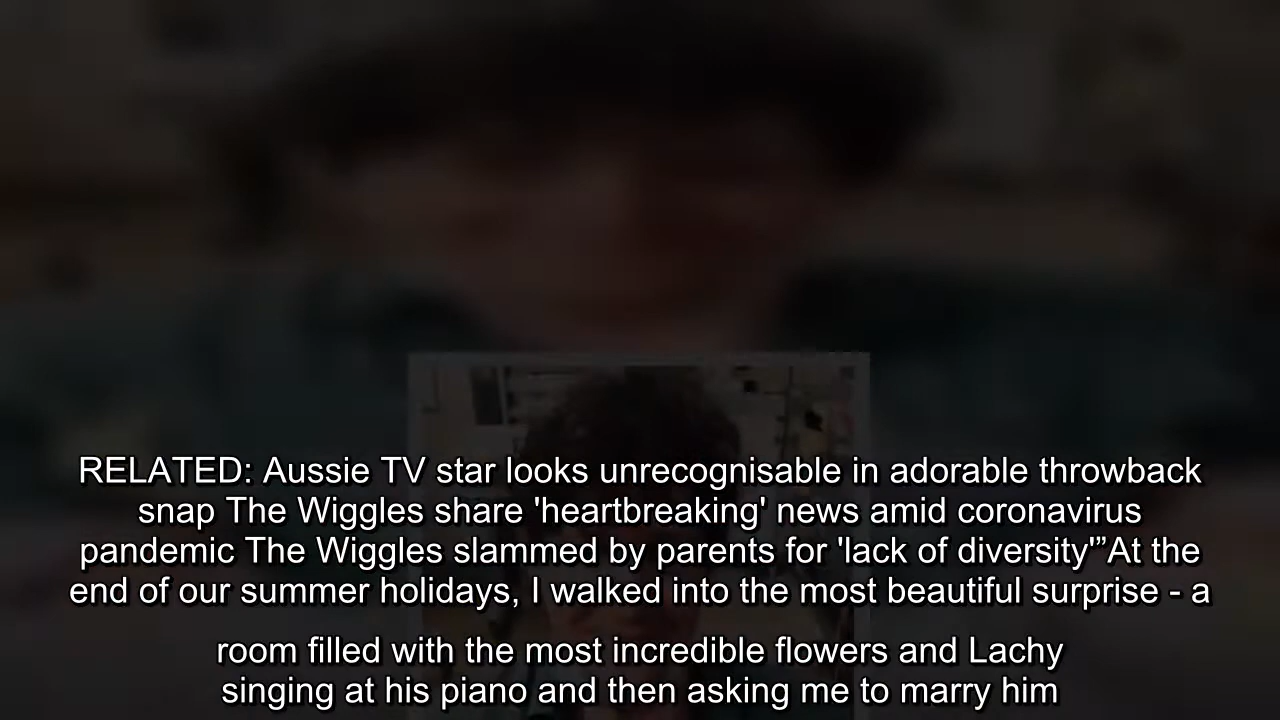 RELATED: Aussie TV star looks unrecognisable in adorable throwback
snap The Wiggles share 'heartbreaking' news amid coronavirus
pandemic The Wiggles slammed by parents for 'lack of diversity'”At the
end of our summer holidays, I walked into the most beautiful surprise - a
room filled with the most incredible flowers and Lachy
singing at his piano and then asking me to marry him